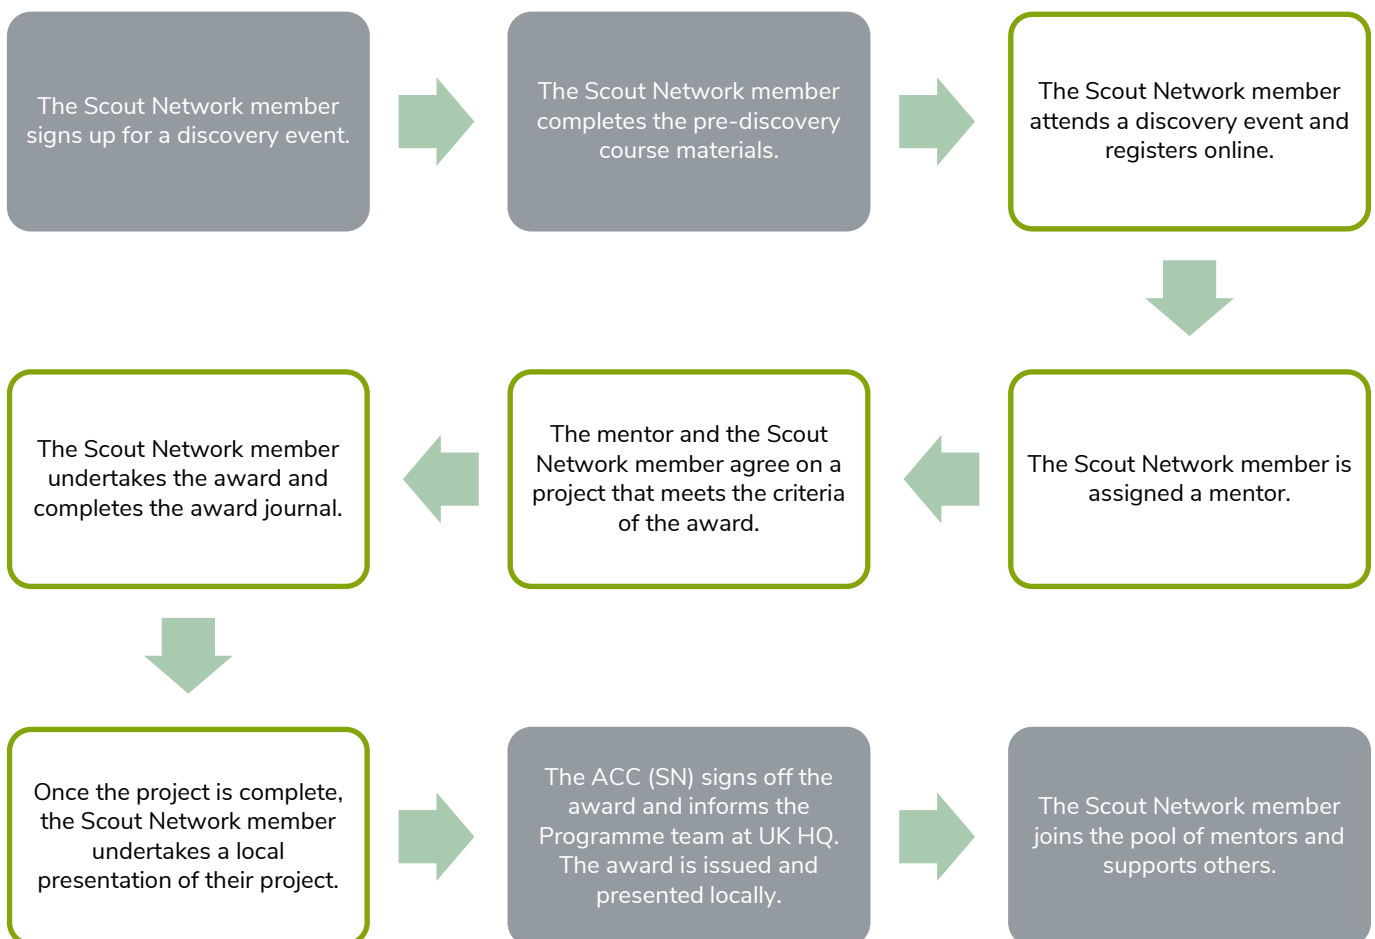 The Scout Network member
signs up for a discovery event.
The Scout Network member
completes the pre-discovery
course materials.
The Scout Network member
attends a discovery event and
registers online.
The Scout Network member is
assigned a mentor.
The mentor and the Scout
Network member agree on a
project that meets the criteria
of the award.
The Scout Network member
undertakes the award and
completes the award journal.
Once the project is complete,
the Scout Network member
undertakes a local
presentation of their project.
The ACC (SN) signs off the
award and informs the
Programme team at UK HQ.
The award is issued and
presented locally.
The Scout Network member
joins the pool of mentors and
supports others.